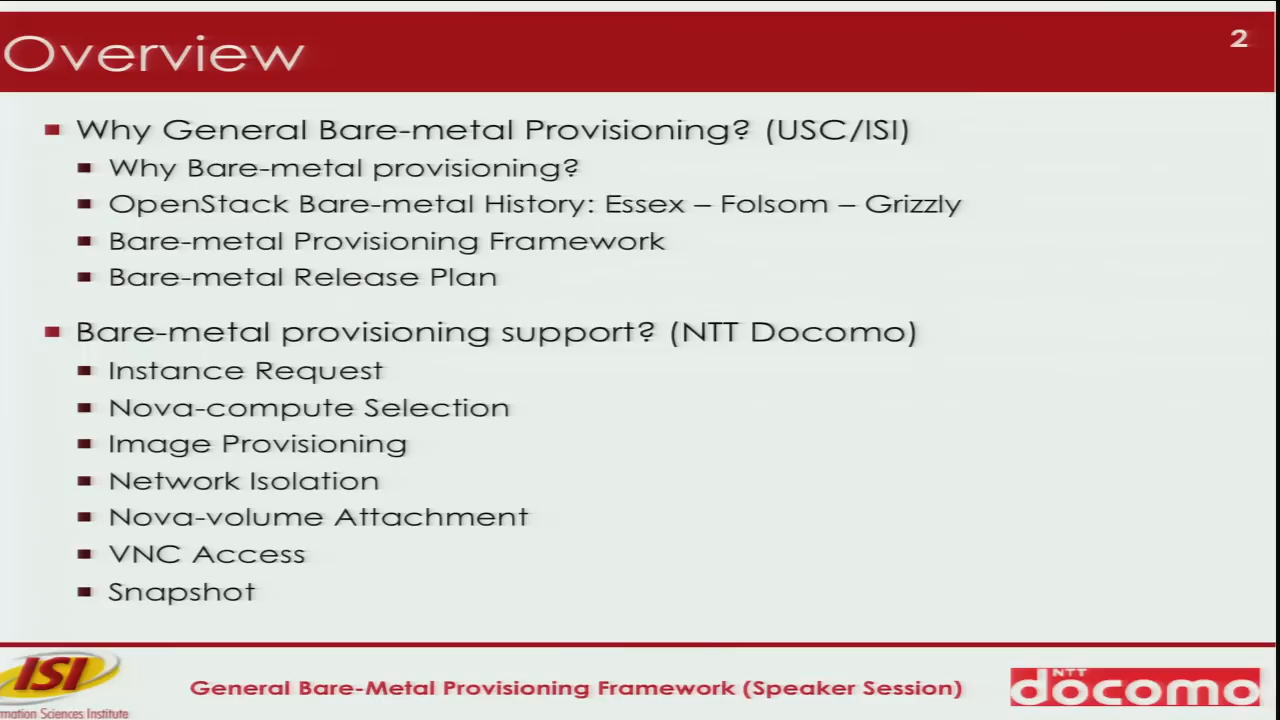 Overview
2
Why General Bare-metal Provisioning? (USC/ISI)
Why Bare-metal provisioning?
OpenStack Bare-metal History: Essex – Folsom – Grizzly
Bare-metal Provisioning Framework
Bare-metal Release Plan
Bare-metal provisioning support? (NTT Docomo)
Instance Request
Nova-compute Selection
Image Provisioning
Network Isolation
Nova-volume Attachment
VNC Access
Snapshot
ISI
mation Sciences Institute
General Bare-Metal Provisioning Framework (Speaker Session)
NTT
docomo